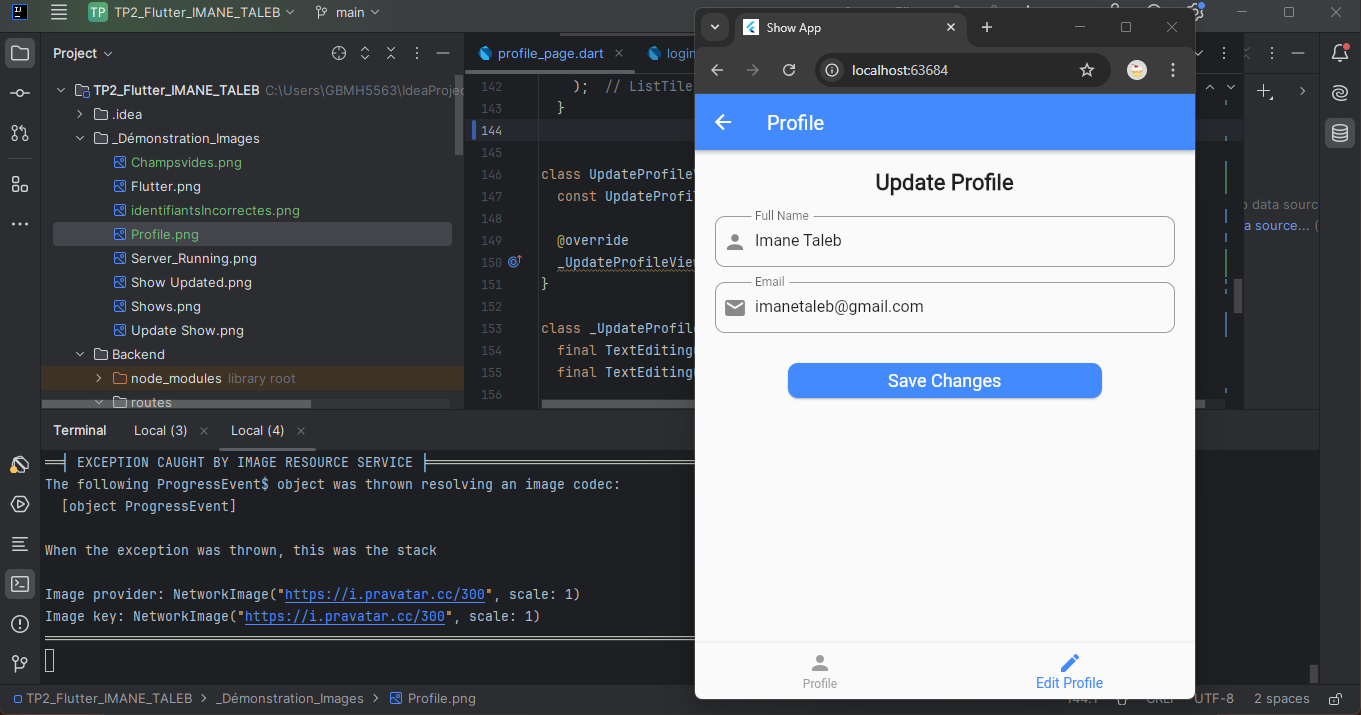 TP TP2_Flutter_IMANE_TALEB main
Project
TP2_Flutter_IMANE_TALEB C:\Users\GBMH5563\IdeaProjec
.idea
_Démonstration_Images
Champsvides.png
Flutter.png
identifiantsIncorrectes.png
Profile.png
Server_Running.png
Show Updated.png
Shows.png
Update Show.png
Backend
node_modules library root
routes
profile_page.dart
login
142 ); // ListTile
143 }
144
145
146 class UpdateProfile
147 const UpdateProfil
148
149 @override
150 _UpdateProfileView
151 }
152
153 class _UpdateProfile
154 final TextEditing
155 final TextEditing
156
data sourc
a source... (
Show App
localhost:63684
Profile
Update Profile
Full Name
Imane Taleb
Email
imanetaleb@gmail.com
Save Changes
Profile
Edit Profile
Terminal Local (3) Local (4)
EXCEPTION CAUGHT BY IMAGE RESOURCE SERVICE
The following ProgressEvent$ object was thrown resolving an image codec:
[object ProgressEvent]
When the exception was thrown, this was the stack
Image provider: NetworkImage("https://i.pravatar.cc/300", scale: 1)
Image key: NetworkImage("https://i.pravatar.cc/300", scale: 1)
TP2_Flutter_IMANE_TALEB > _Démonstration_Images > Profile.png
144:1 CRLF UTF-8 2 spaces